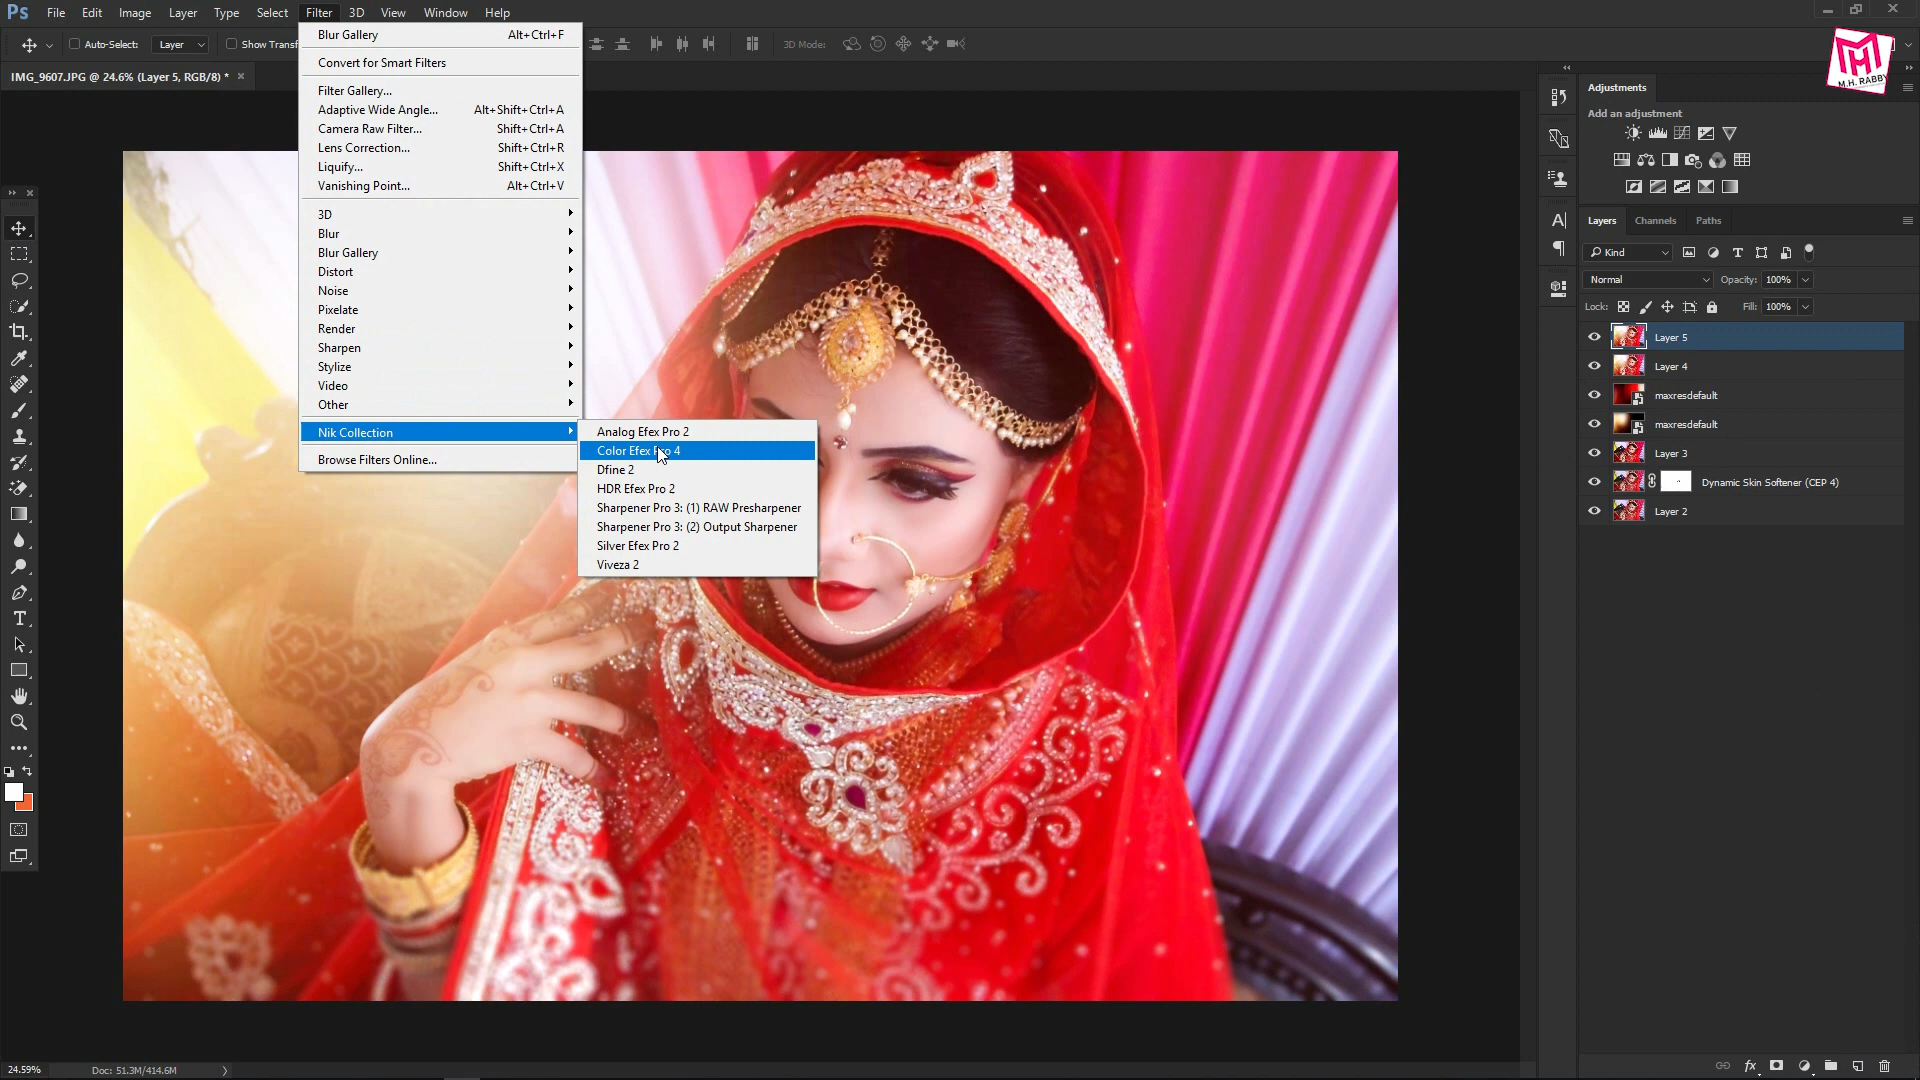 Ps File Edit Image Layer Type Select Filter 3D View Window Help
Auto-Select: Layer Show Transf 3D Mode:
IMG_9607.JPG @ 24.6% (Layer 5, RGB/8) * ×
Blur Gallery Alt+Ctrl+F
Convert for Smart Filters
Filter Gallery...
Adaptive Wide Angle... Alt+Shift+Ctrl+A
Camera Raw Filter... Shift+Ctrl+A
Lens Correction... Shift+Ctrl+R
Liquify... Shift+Ctrl+X
Vanishing Point... Alt+Ctrl+V
3D
Blur
Blur Gallery
Distort
Noise
Pixelate
Render
Sharpen
Stylize
Video
Other
Nik Collection
Browse Filters Online...
Analog Efex Pro 2
Color Efex Pro 4
Dfine 2
HDR Efex Pro 2
Sharpener Pro 3: (1) RAW Presharpener
Sharpener Pro 3: (2) Output Sharpener
Silver Efex Pro 2
Viveza 2
M.H. RABBY
Adjustments
Add an adjustment
Layers Channels Paths
Kind
Normal Opacity: 100%
Lock: Fill: 100%
Layer 5
Layer 4
maxresdefault
maxresdefault
Layer 3
Dynamic Skin Softener (CEP 4)
Layer 2
24.59% Doc: 51.3M/414.6M